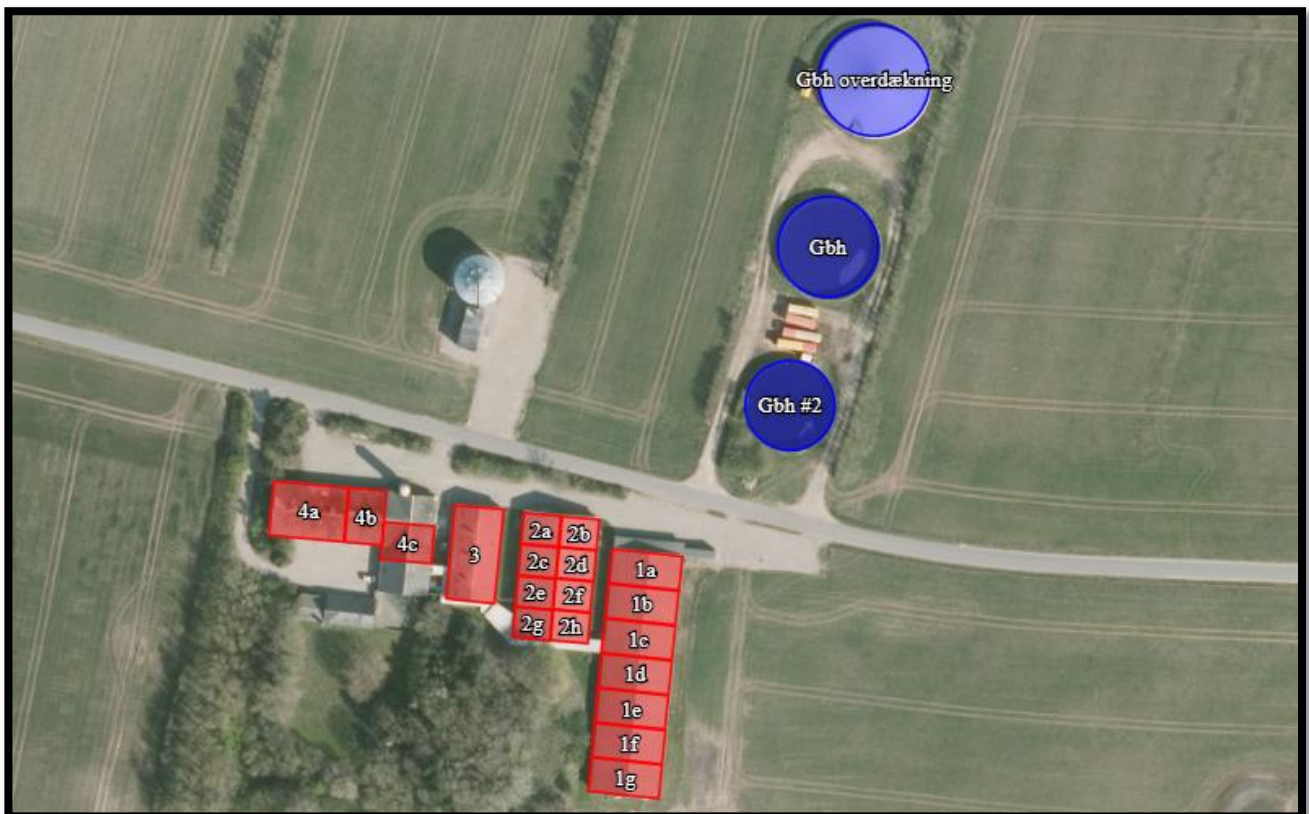 Gbh overdækning
Gbh
Gbh #2
4a
4b
4c
3
2a
2b
2c
2d
2e
2f
2g
2h
1a
1b
1c
1d
1e
1f
1g